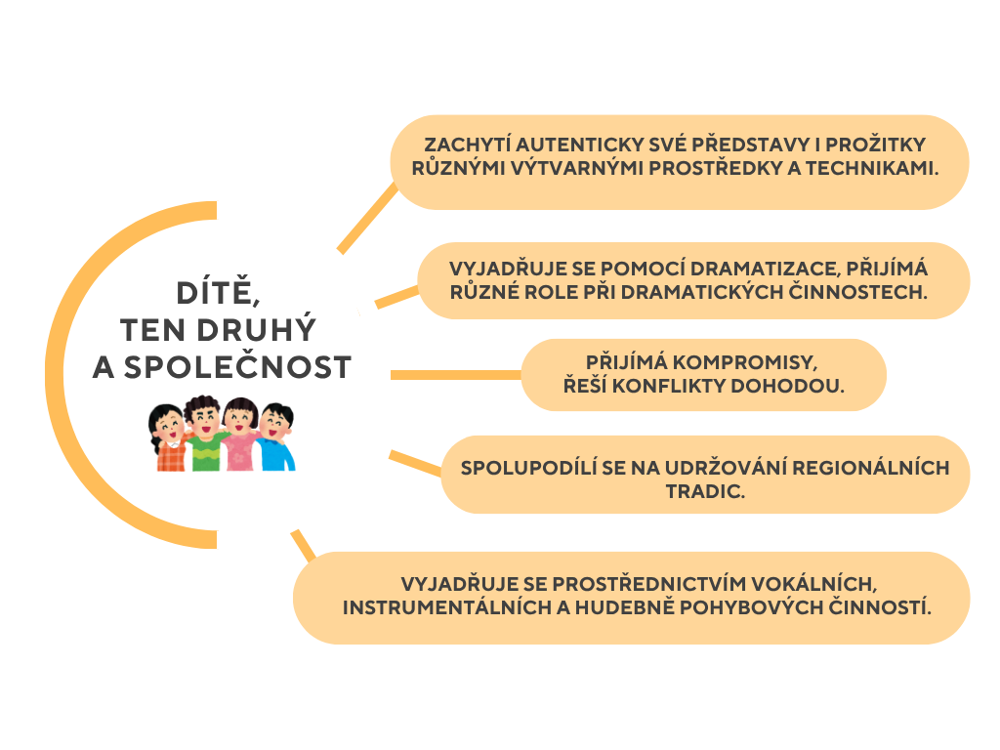 DÍTĚ,
TEN DRUHÝ
A SPOLEČNOST
ZACHYTÍ AUTENTICKY SVÉ PŘEDSTAVY I PROŽITKY
RŮZNÝMI VÝTVARNÝMI PROSTŘEDKY A TECHNIKAMI.
VYJADŘUJE SE POMOCÍ DRAMATIZACE, PŘIJÍMÁ
RŮZNÉ ROLE PŘI DRAMATICKÝCH ČINNOSTECH.
PŘIJÍMÁ KOMPROMISY,
ŘEŠÍ KONFLIKTY DOHODOU.
SPOLUPODÍLÍ SE NA UDRŽOVÁNÍ REGIONÁLNÍCH
TRADIC.
VYJADŘUJE SE PROSTŘEDNICTVÍM VOKÁLNÍCH,
INSTRUMENTÁLNÍCH A HUDEBNĚ POHYBOVÝCH ČINNOSTÍ.